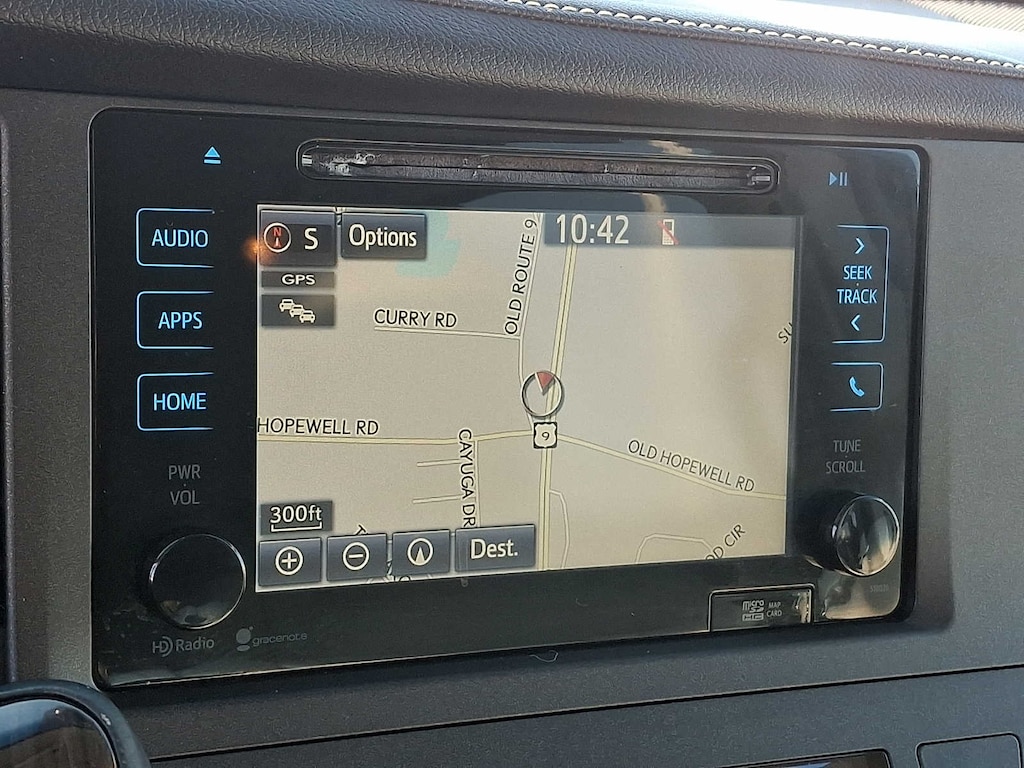 AUDIO
APPS
HOME
PWR
VOL
HD Radio
gracenote
N
S
Options
GPS
10:42
OLD ROUTE 9
CURRY RD
HOPEWELL RD
9
CAYUGA DR
OLD HOPEWELL RD
300ft
Dest.
SEEK
TRACK
TUNE
SCROLL
micro
SD
HC
MAP
CARD